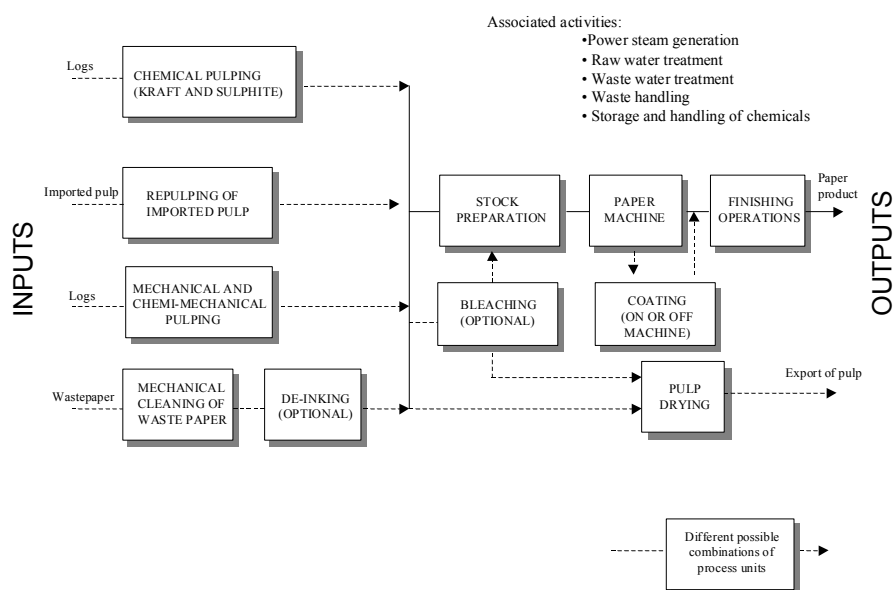 Associated activities:
•Power steam generation
• Raw water treatment
• Waste water treatment
• Waste handling
• Storage and handling of chemicals
INPUTS
Logs
CHEMICAL PULPING
(KRAFT AND SULPHITE)
Imported pulp
REPULPING OF
IMPORTED PULP
Logs
MECHANICAL AND
CHEMI-MECHANICAL
PULPING
Wastepaper
MECHANICAL
CLEANING OF
WASTE PAPER
DE-INKING
(OPTIONAL)
STOCK
PREPARATION
PAPER
MACHINE
FINISHING
OPERATIONS
Paper
product
BLEACHING
(OPTIONAL)
COATING
(ON OR OFF
MACHINE)
PULP
DRYING
Export of pulp
OUTPUTS
Different possible
combinations of
process units